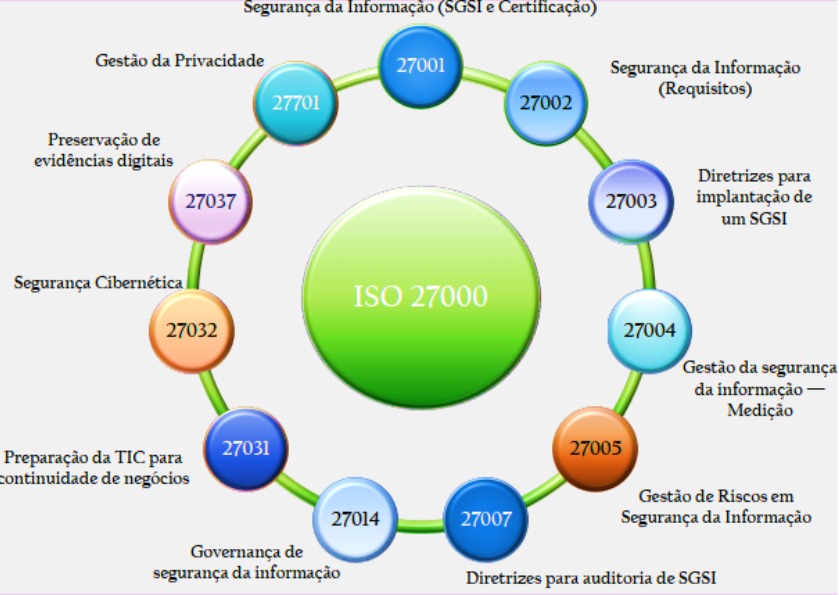 Segurança da Informação (SGSI e Certificação)
27001
27002
Segurança da Informação
(Requisitos)
27003
Diretrizes para
implantação de
um SGSI
27004
Gestão da segurança
da informação —
Medição
27005
Gestão de Riscos em
Segurança da Informação
27007
Diretrizes para auditoria de SGSI
27014
Governança de
segurança da informação
27031
Preparação da TIC para
continuidade de negócios
27032
Segurança Cibernética
27037
Preservação de
evidências digitais
27701
Gestão da Privacidade
ISO 27000